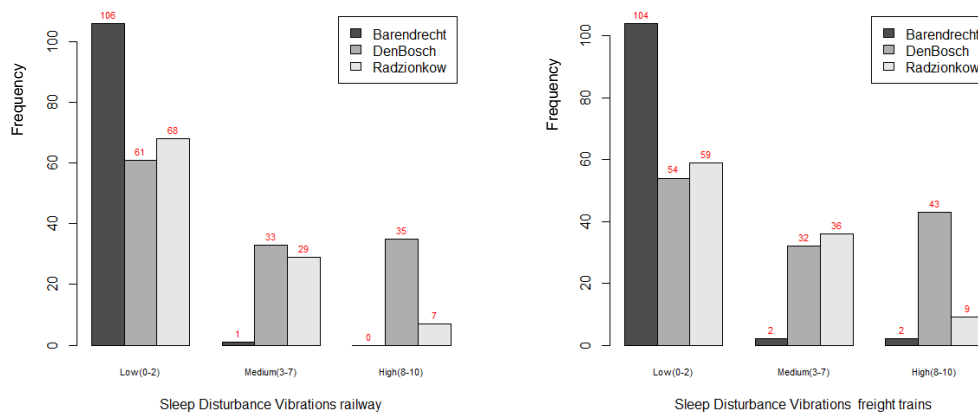 106
61
68
1
33
29
0
35
7
Frequency
0
20
40
60
80
100
Low(0-2)
Medium(3-7)
High(8-10)
Sleep Disturbance Vibrations railway
Barendrecht
DenBosch
Radzionkow
104
54
59
2
32
36
2
43
9
Frequency
0
20
40
60
80
100
Low(0-2)
Medium(3-7)
High(8-10)
Sleep Disturbance Vibrations freight trains
Barendrecht
DenBosch
Radzionkow